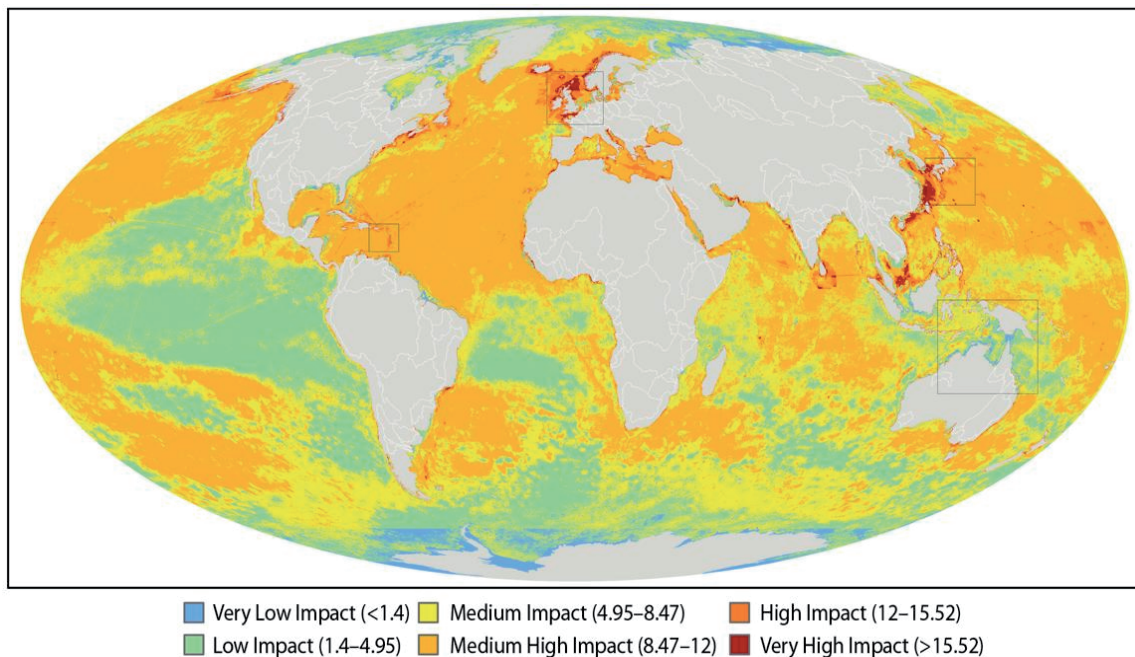 Very Low Impact (<1.4) Medium Impact (4.95–8.47) High Impact (12–15.52)
Low Impact (1.4–4.95) Medium High Impact (8.47–12) Very High Impact (>15.52)